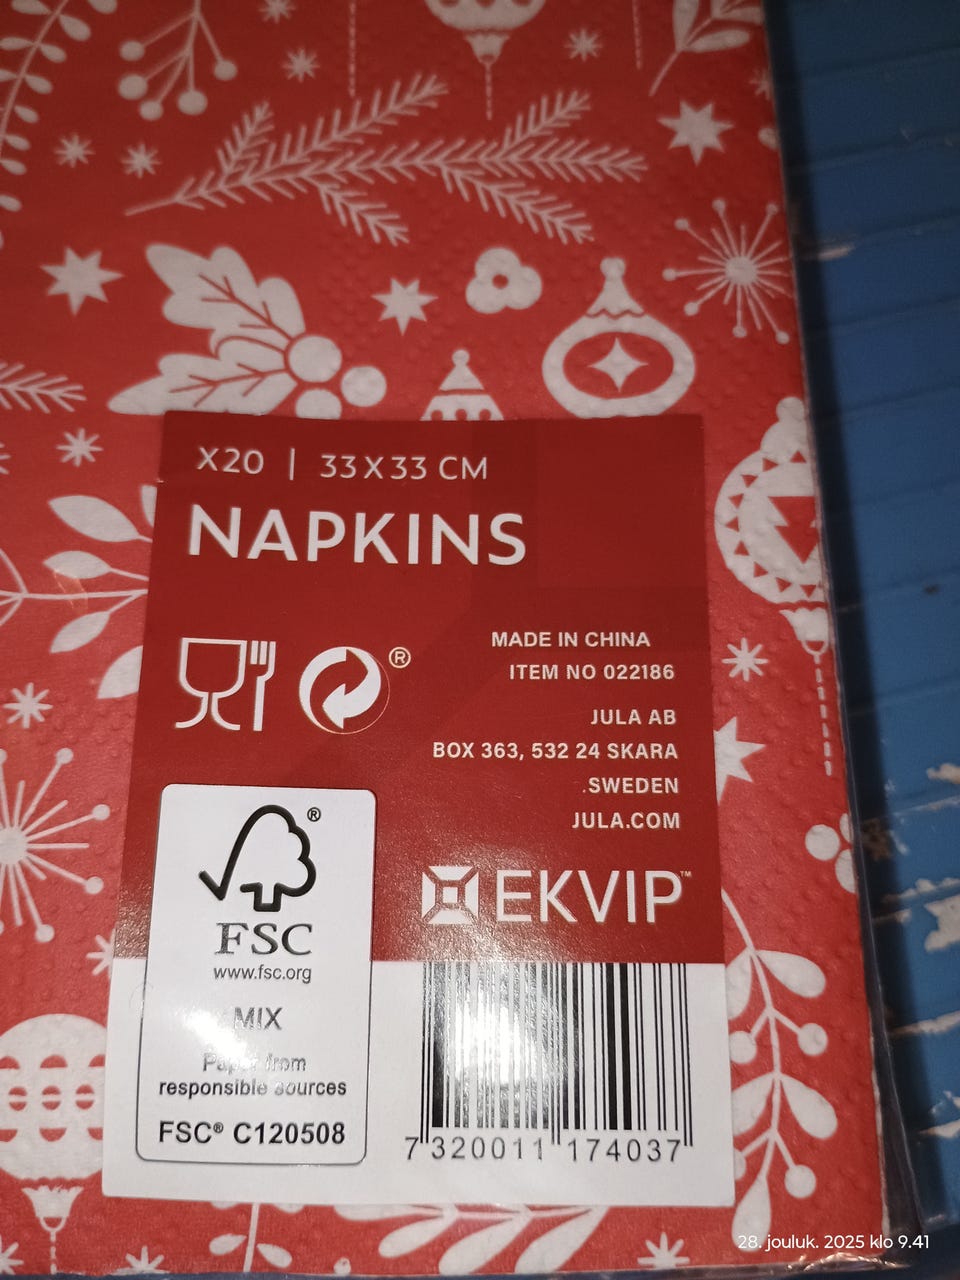 X20 | 33X33 CM
NAPKINS
®
MADE IN CHINA
ITEM NO 022186
JULA AB
BOX 363, 532 24 SKARA
SWEDEN
JULA.COM
EKVIP™
®
FSC
www.fsc.org
MIX
Paper from
responsible sources
FSC® C120508
7 320011 174037
28. jouluk. 2025 klo 9.41